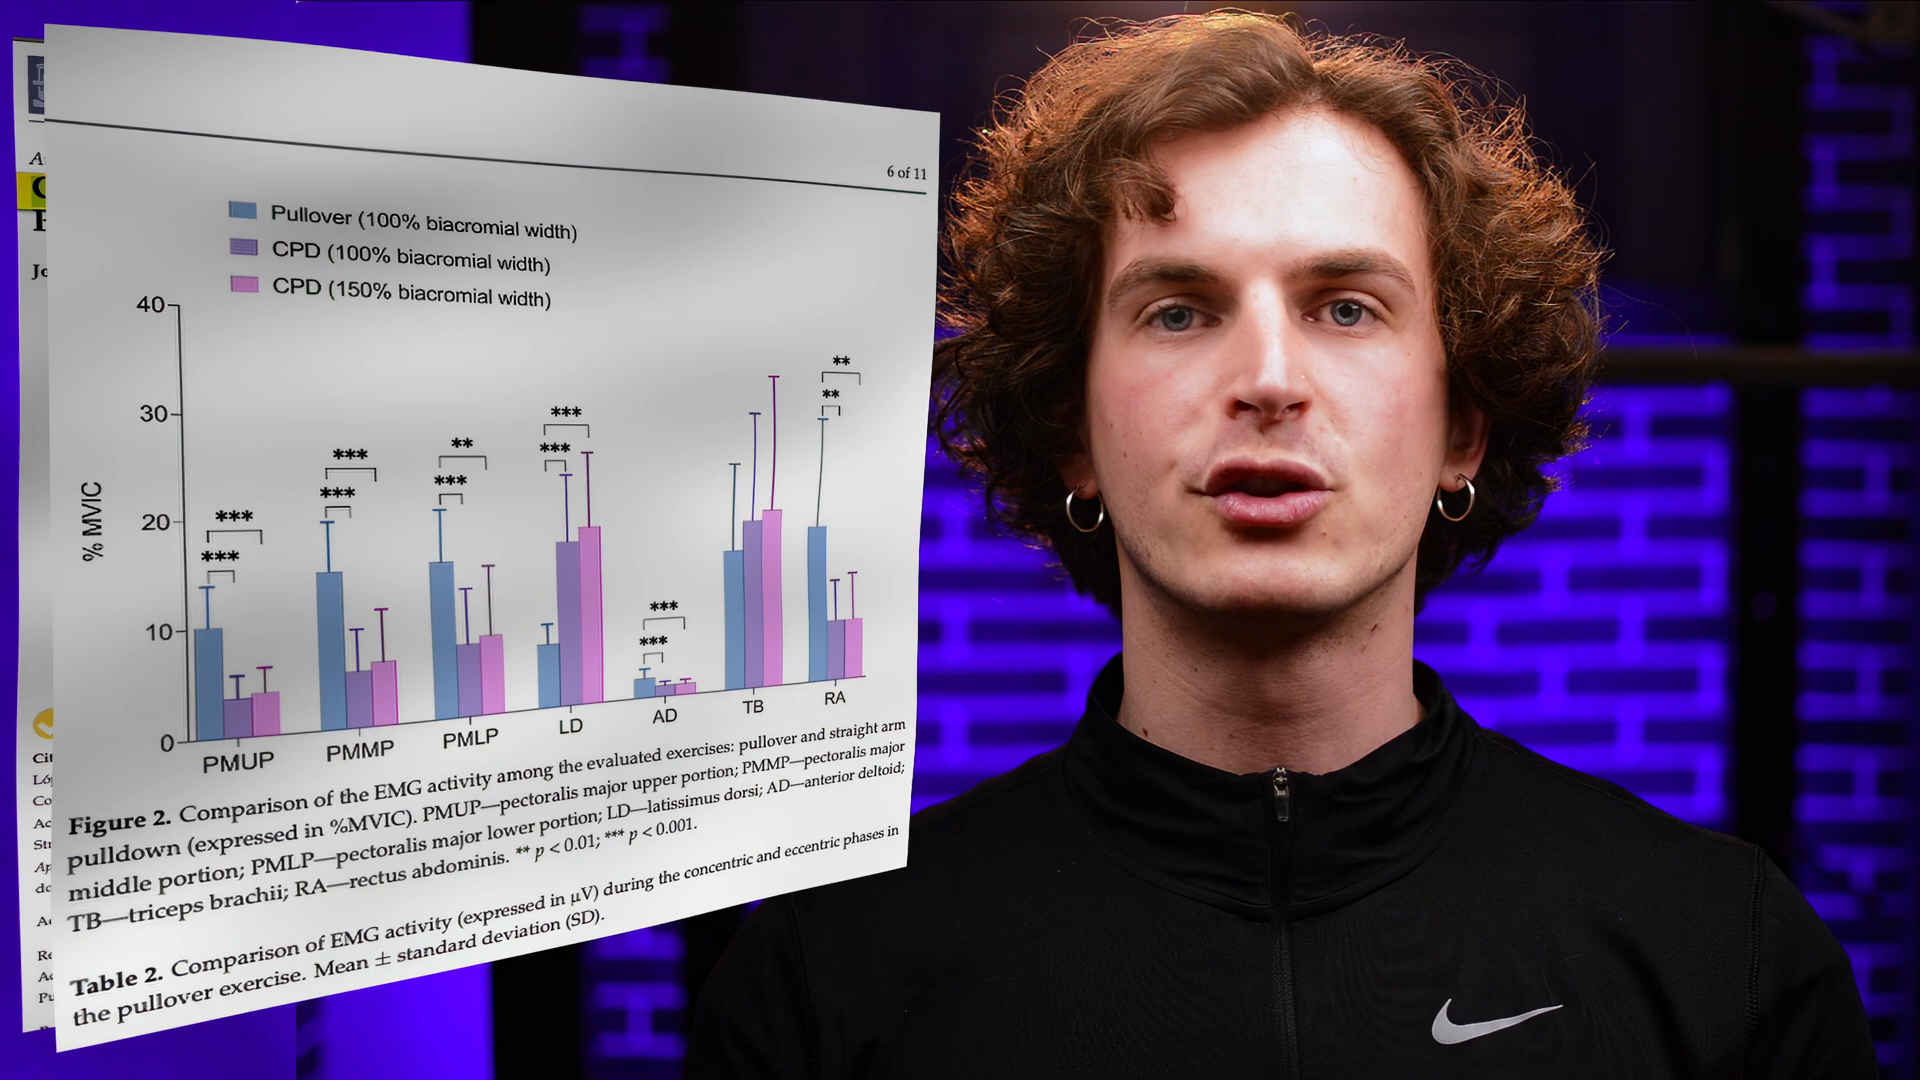 6 of 11
Pullover (100% biacromial width)
CPD (100% biacromial width)
CPD (150% biacromial width)
40
30
20
10
0
% MVIC
***
***
***
***
**
***
***
***
***
***
**
**
PMUP
PMMP
PMLP
LD
AD
TB
RA
Figure 2. Comparison of the EMG activity among the evaluated exercises: pullover and straight arm
pulldown (expressed in %MVIC). PMUP—pectoralis major upper portion; PMMP—pectoralis major
middle portion; PMLP—pectoralis major lower portion; LD—latissimus dorsi; AD—anterior deltoid;
TB—triceps brachii; RA—rectus abdominis. ** p < 0.01; *** p < 0.001.
Table 2. Comparison of EMG activity (expressed in µV) during the concentric and eccentric phases in
the pullover exercise. Mean ± standard deviation (SD).